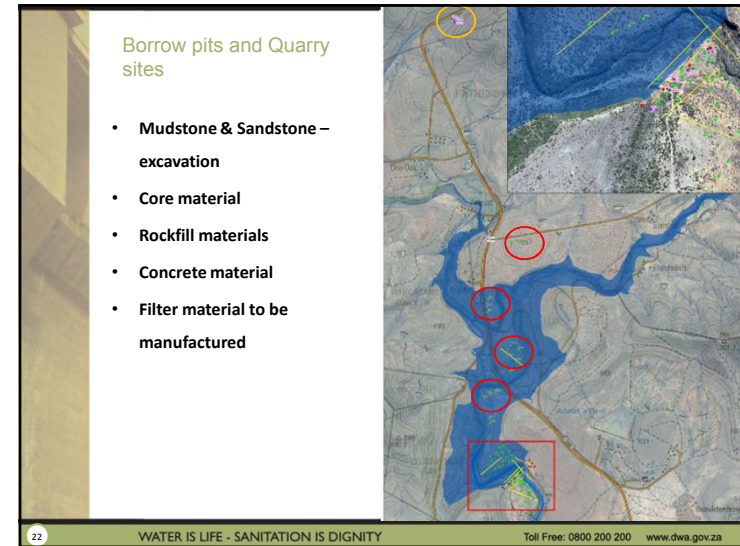 Borrow pits and Quarry
sites
• Mudstone & Sandstone –
excavation
• Core material
• Rockfill materials
• Concrete material
• Filter material to be
manufactured
22
WATER IS LIFE - SANITATION IS DIGNITY
Toll Free: 0800 200 200 www.dwa.gov.za